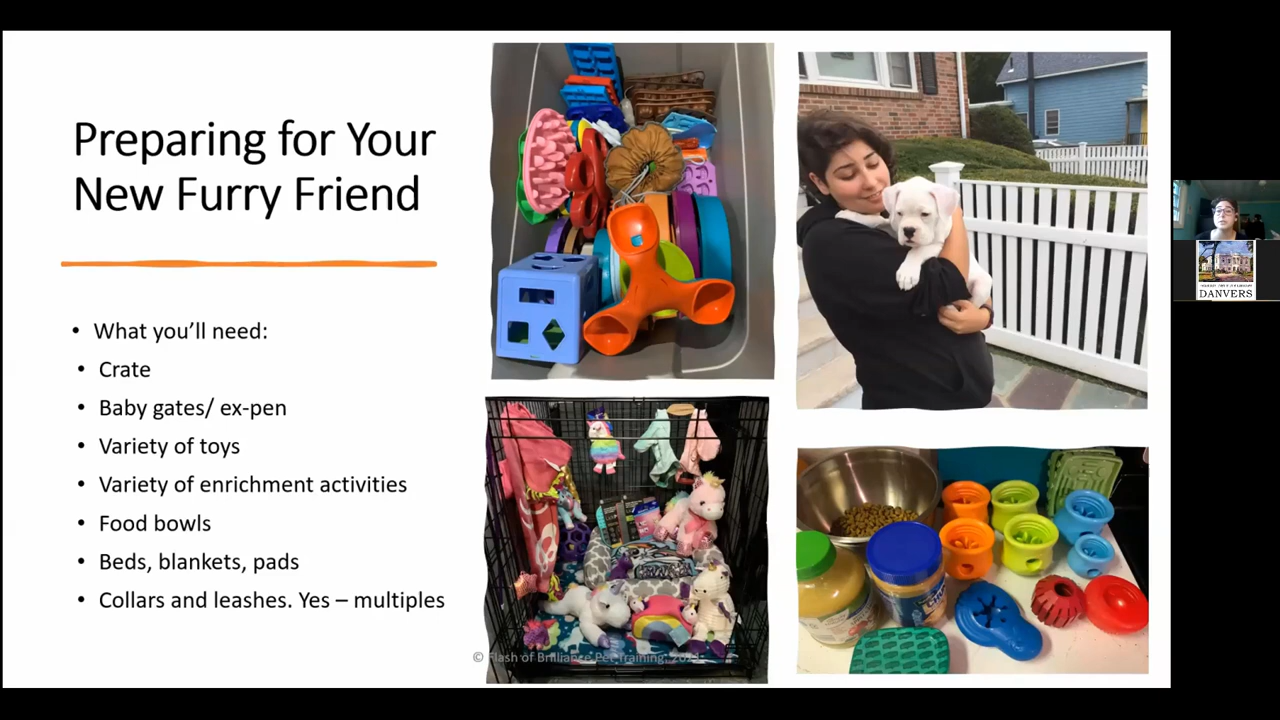 Preparing for Your
New Furry Friend
• What you’ll need:
• Crate
• Baby gates/ ex-pen
• Variety of toys
• Variety of enrichment activities
• Food bowls
• Beds, blankets, pads
• Collars and leashes. Yes – multiples
© Flash of Brilliance Pet Training, 
DANVERS